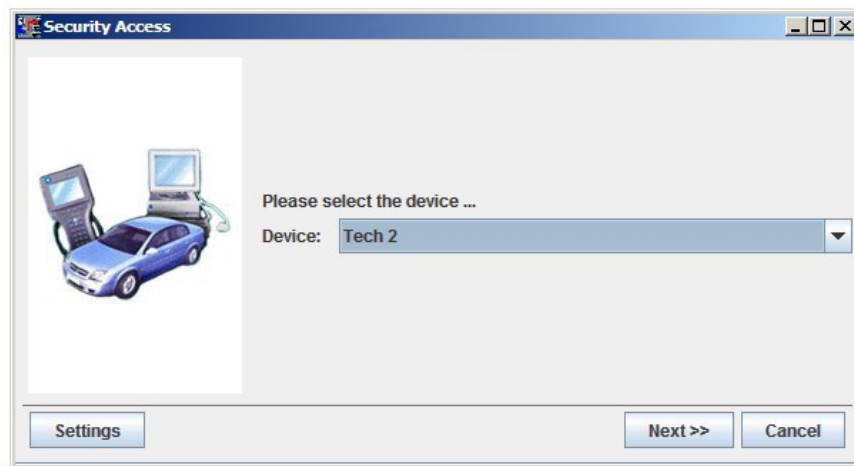 Security Access
Please select the device ...
Device: Tech 2
Settings Next >> Cancel